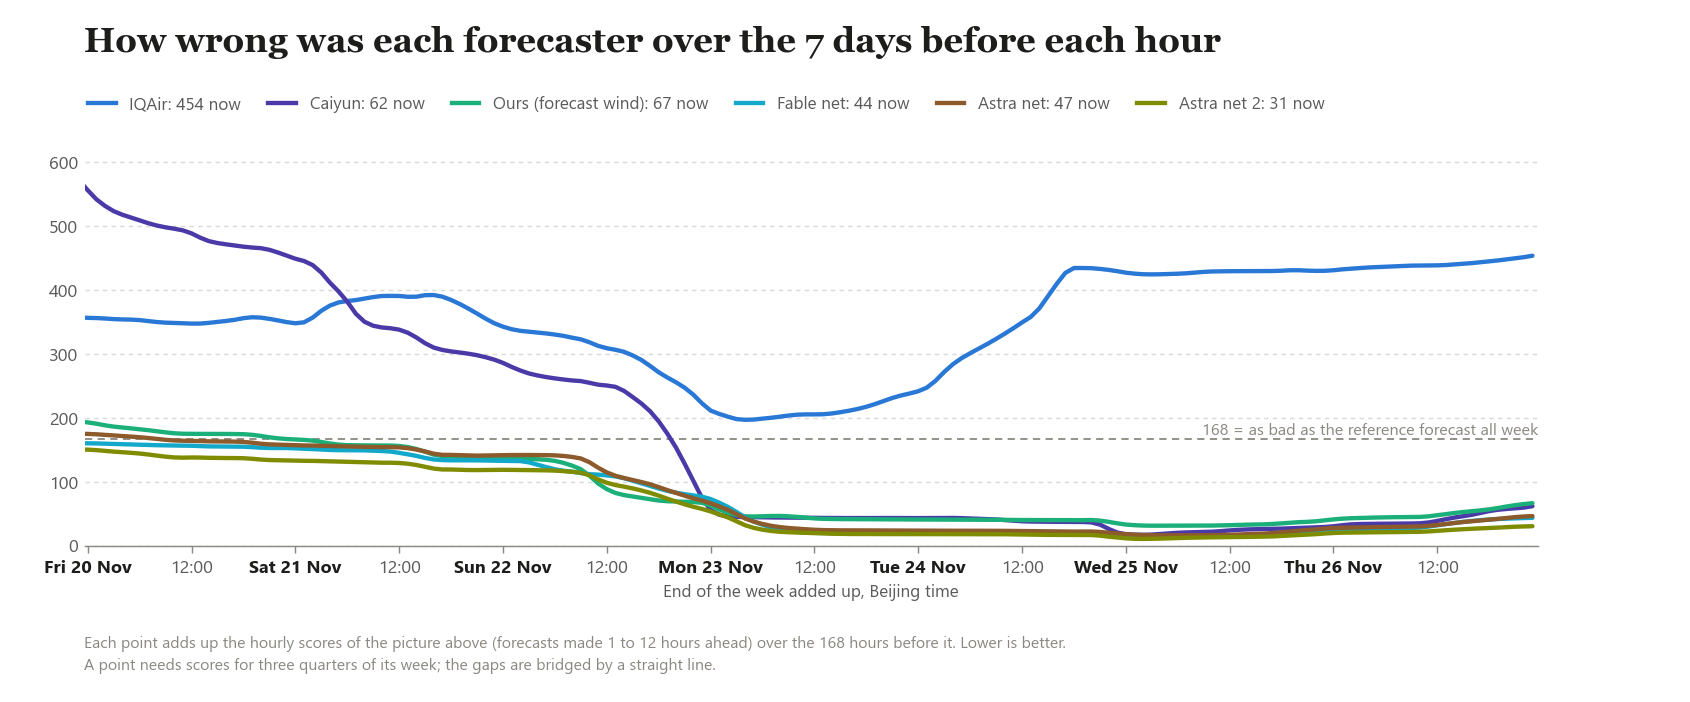 How wrong was each forecaster over the 7 days before each hour
IQAir: 454 now Caiyun: 62 now Ours (forecast wind): 67 now Fable net: 44 now Astra net: 47 now Astra net 2: 31 now
600
500
400
300
200
168 = as bad as the reference forecast all week
100
0
Fri 20 Nov 12:00 Sat 21 Nov 12:00 Sun 22 Nov 12:00 Mon 23 Nov 12:00 Tue 24 Nov 12:00 Wed 25 Nov 12:00 Thu 26 Nov 12:00
End of the week added up, Beijing time
Each point adds up the hourly scores of the picture above (forecasts made 1 to 12 hours ahead) over the 168 hours before it. Lower is better.
A point needs scores for three quarters of its week; the gaps are bridged by a straight line.